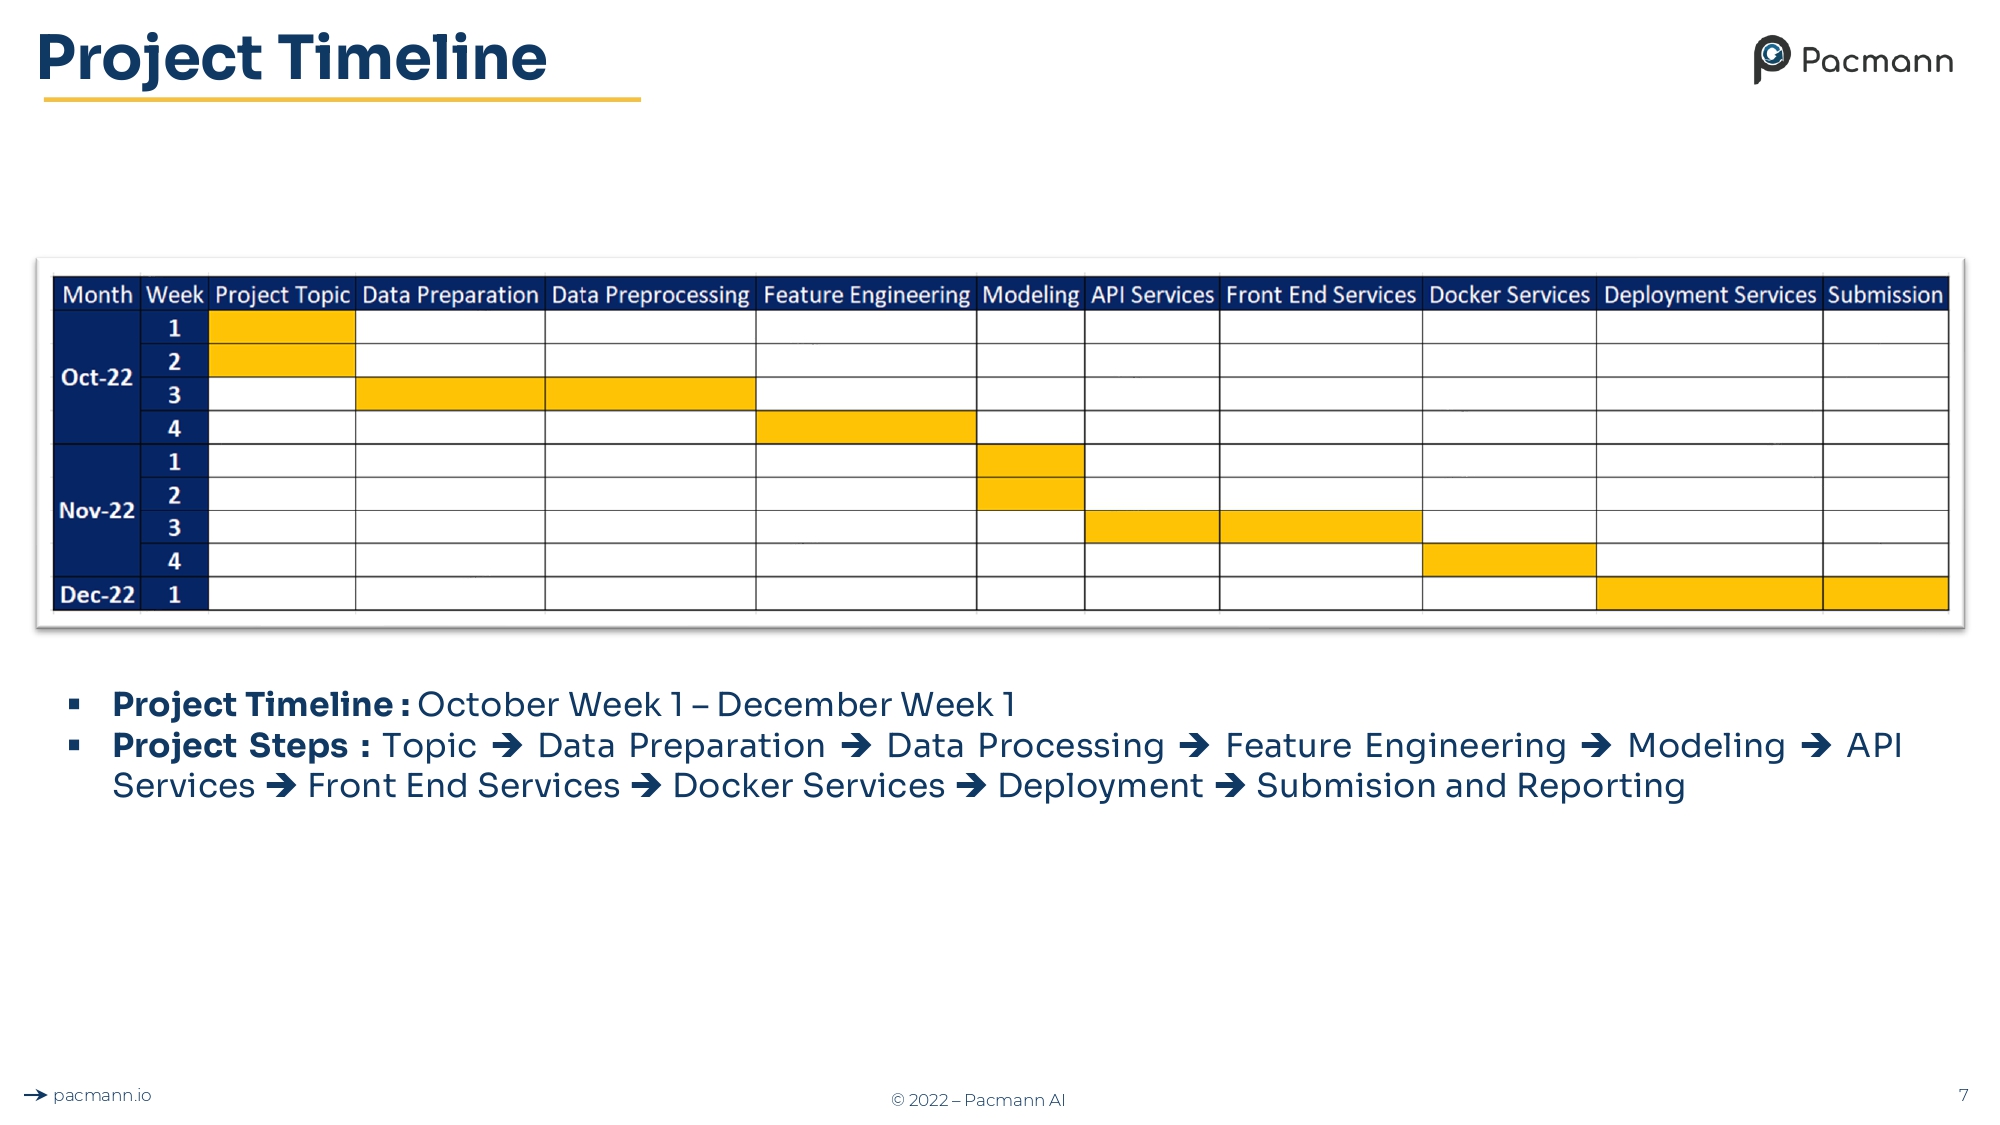 Project Timeline
Pacmann
Month Week Project Topic Data Preparation Data Preprocessing Feature Engineering Modeling API Services Front End Services Docker Services Deployment Services Submission
Oct-22
1
2
3
4
Nov-22
1
2
3
4
Dec-22 1
▪ Project Timeline : October Week 1 – December Week 1
▪ Project Steps : Topic ➔ Data Preparation ➔ Data Processing ➔ Feature Engineering ➔ Modeling ➔ API
Services ➔ Front End Services ➔ Docker Services ➔ Deployment ➔ Submision and Reporting
pacmann.io
© 2022 – Pacmann AI
7